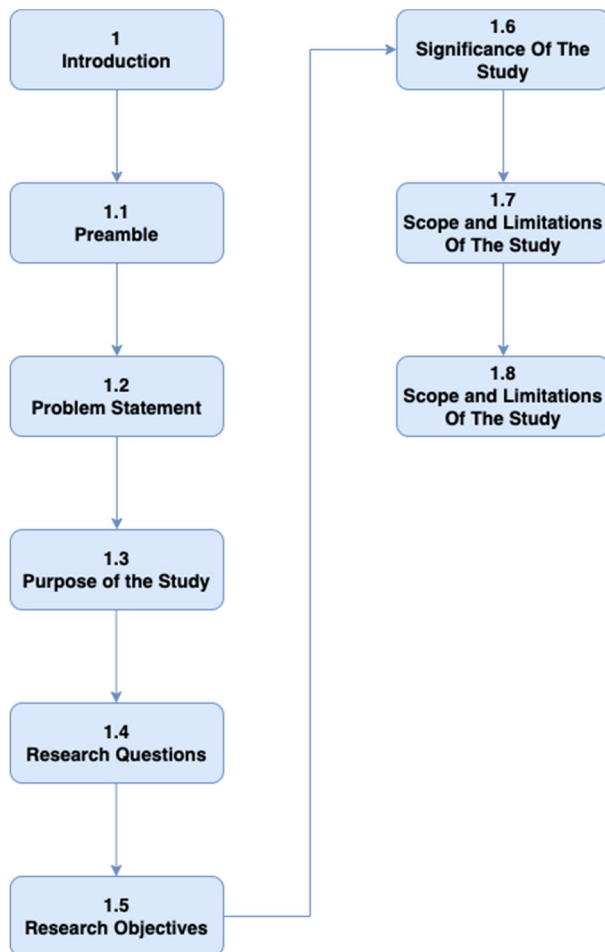 1
Introduction
1.1
Preamble
1.2
Problem Statement
1.3
Purpose of the Study
1.4
Research Questions
1.5
Research Objectives
1.6
Significance Of The
Study
1.7
Scope and Limitations
Of The Study
1.8
Scope and Limitations
Of The Study